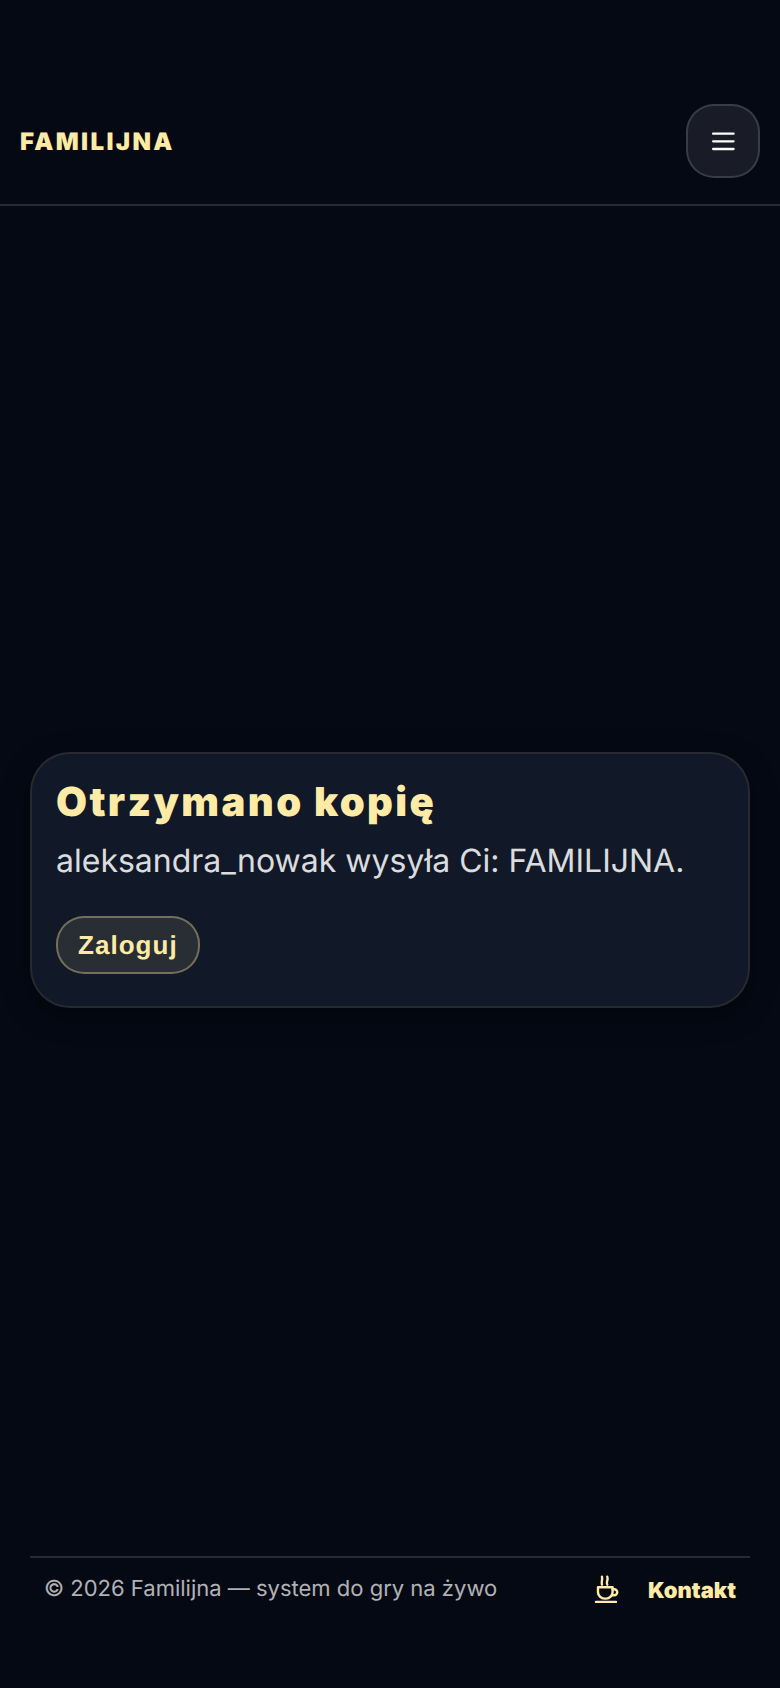 FAMILIJNA
Otrzymano kopię
aleksandra_nowak wysyła Ci: FAMILIJNA.
Zaloguj
© 2026 Familijna — system do gry na żywo
Kontakt